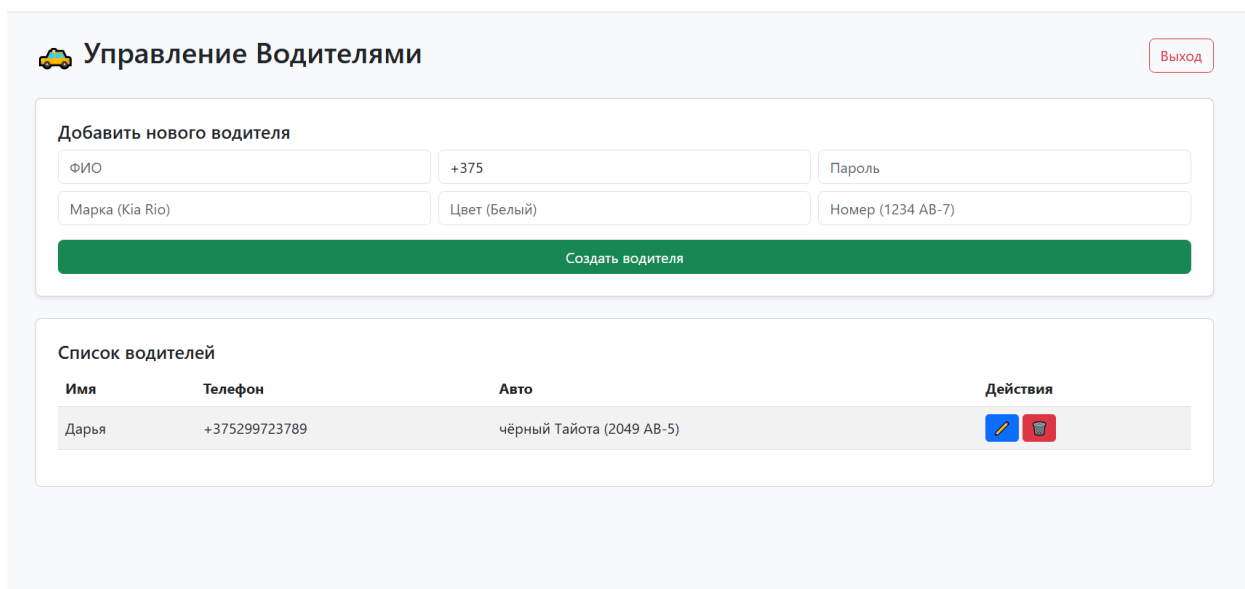 Управление Водителями
Выход
Добавить нового водителя
ФИО +375 Пароль
Марка (Kia Rio) Цвет (Белый) Номер (1234 AB-7)
Создать водителя
Список водителей
Имя Телефон Авто Действия
Дарья +375299723789 чёрный Тайота (2049 AB-5)